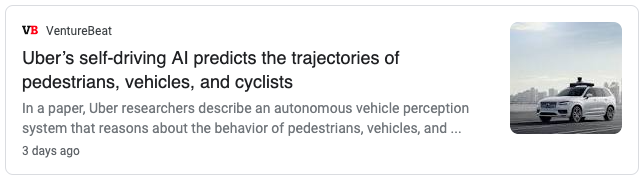 VB VentureBeat
Uber's self-driving AI predicts the trajectories of
pedestrians, vehicles, and cyclists
In a paper, Uber researchers describe an autonomous vehicle perception
system that reasons about the behavior of pedestrians, vehicles, and ...
3 days ago